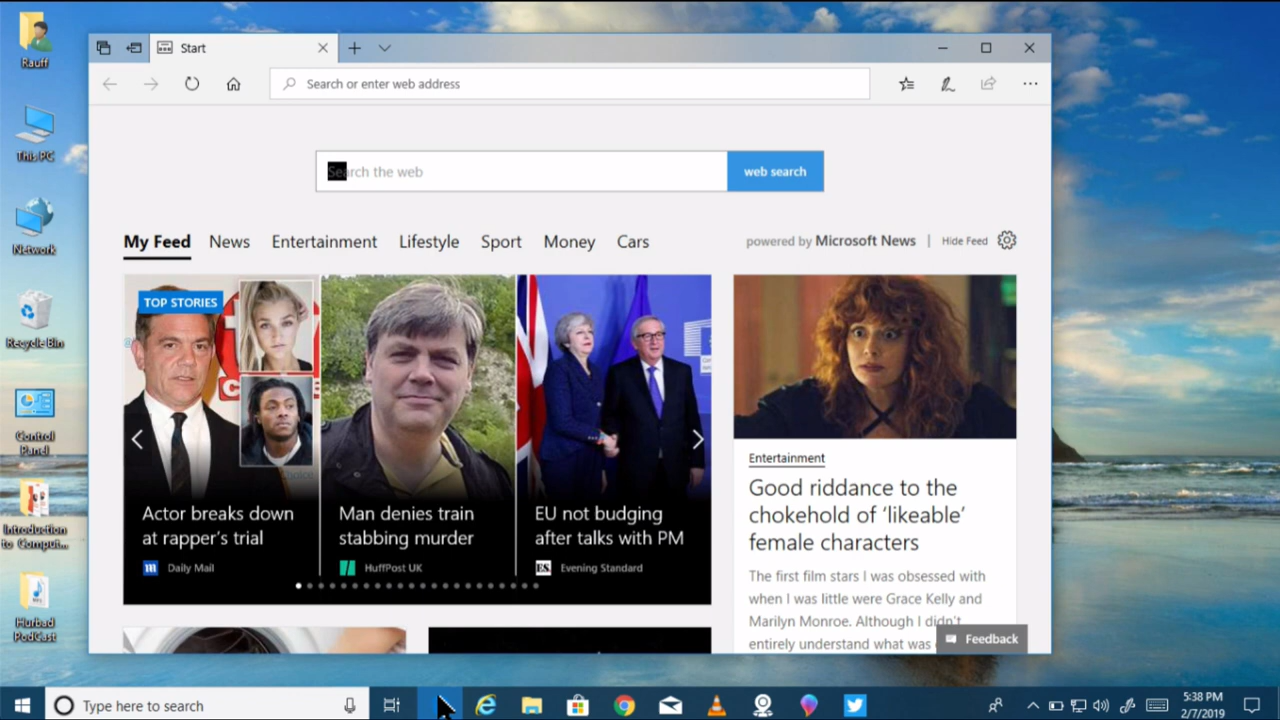 Rauff
This PC
Network
Recycle Bin
Control
Panel
Introduction
to Comput...
Hurbad
PodCast
Start
Search or enter web address
Search the web
web search
My Feed
News
Entertainment
Lifestyle
Sport
Money
Cars
powered by Microsoft News
Hide Feed
TOP STORIES
Actor breaks down
at rapper's trial
Daily Mail
Man denies train
stabbing murder
HuffPost UK
EU not budging
after talks with PM
ES
Evening Standard
Entertainment
Good riddance to the
chokehold of ‘likeable’
female characters
The first film stars I was obsessed with
when I was little were Grace Kelly and
Marilyn Monroe. Although I didn't
entirely understand what was
Feedback
Type here to search
5:38 PM
2/7/2019